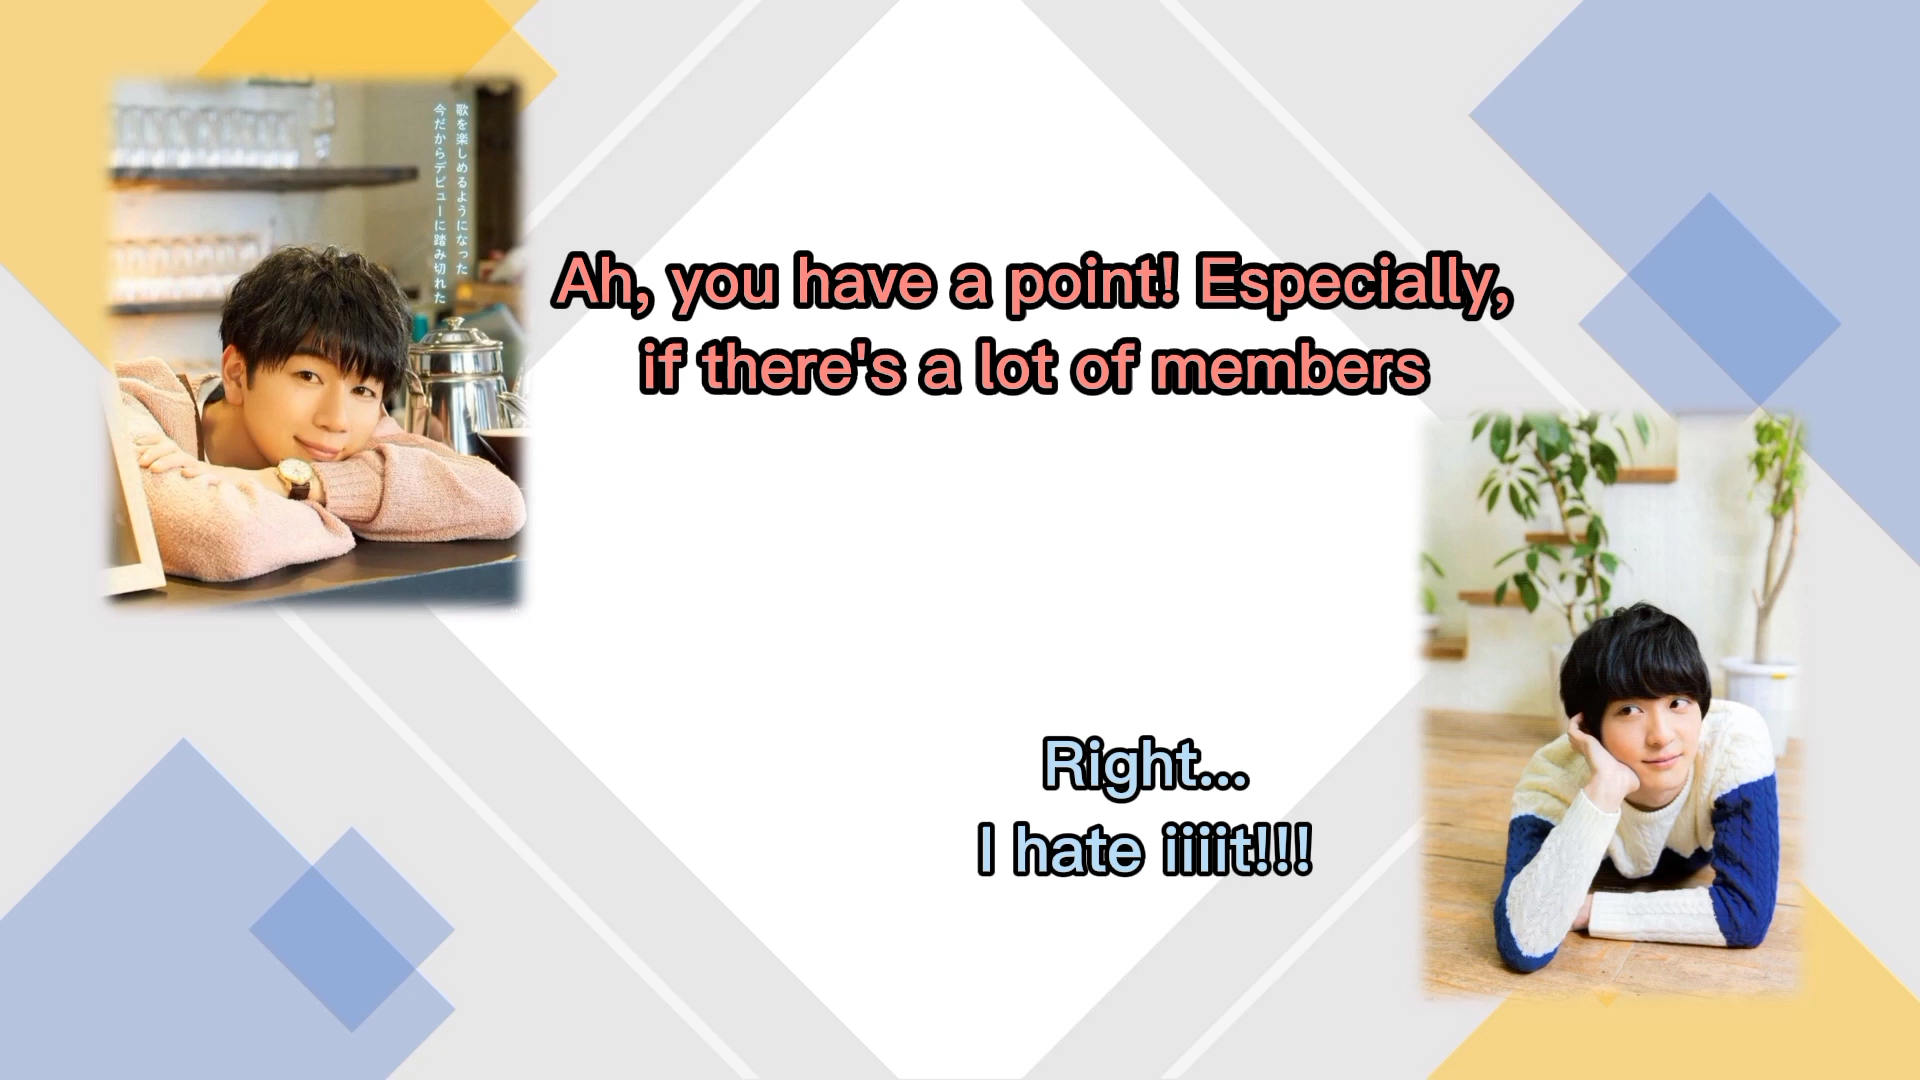 歌を楽しめるようになった
今だからデビューに踏み切れた
Ah, you have a point! Especially,
if there's a lot of members
Right...
I hate iiiit!!!